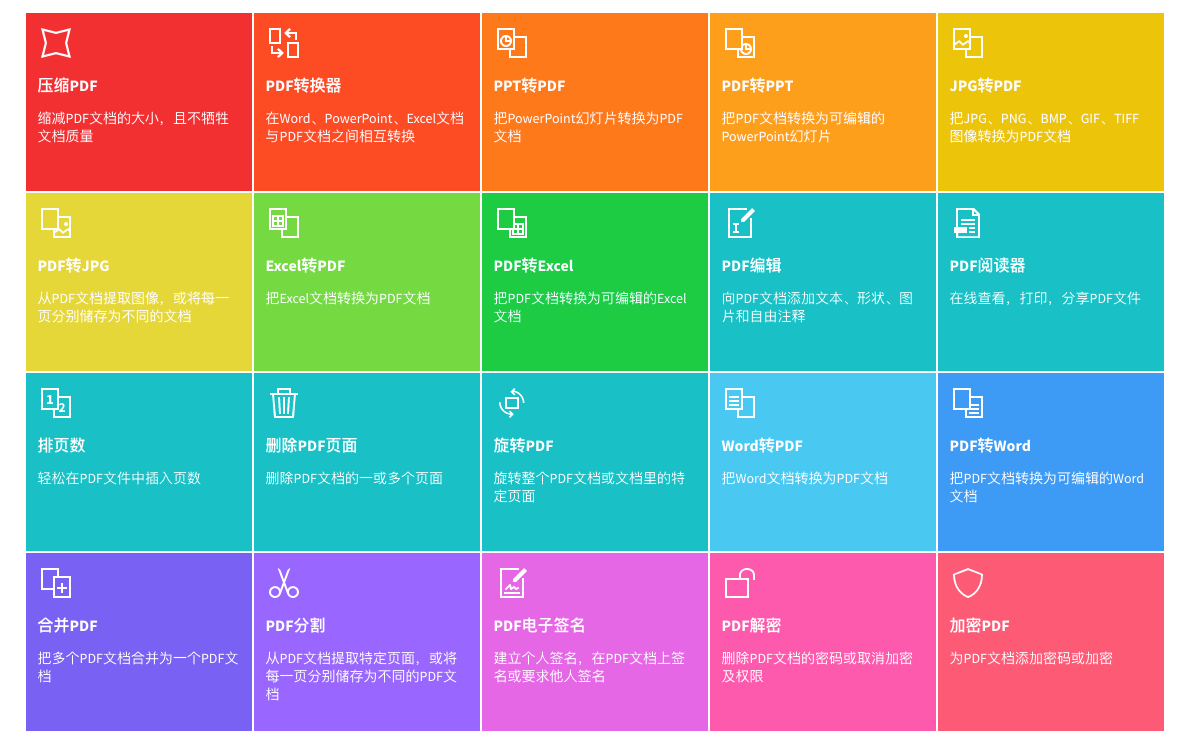 压缩PDF
缩减PDF文档的大小，且不牺牲
文档质量
PDF转换器
在Word、PowerPoint、Excel文档
与PDF文档之间相互转换
PPT转PDF
把PowerPoint幻灯片转换为PDF
文档
PDF转PPT
把PDF文档转换为可编辑的
PowerPoint幻灯片
JPG转PDF
把JPG、PNG、BMP、GIF、TIFF
图像转换为PDF文档
PDF转JPG
从PDF文档提取图像，或将每一
页分别储存为不同的文档
Excel转PDF
把Excel文档转换为PDF文档
PDF转Excel
把PDF文档转换为可编辑的Excel
文档
PDF编辑
向PDF文档添加文本、形状、图
片和自由注释
PDF阅读器
在线查看，打印，分享PDF文件
1 2
排页数
轻松在PDF文件中插入页数
删除PDF页面
删除PDF文档的一或多个页面
旋转PDF
旋转整个PDF文档或文档里的特
定页面
Word转PDF
把Word文档转换为PDF文档
PDF转Word
把PDF文档转换为可编辑的Word
文档
合并PDF
把多个PDF文档合并为一个PDF文
档
PDF分割
从PDF文档提取特定页面，或将
每一页分别储存为不同的PDF文
档
PDF电子签名
建立个人签名，在PDF文档上签
名或要求他人签名
PDF解密
删除PDF文档的密码或取消加密
及权限
加密PDF
为PDF文档添加密码或加密